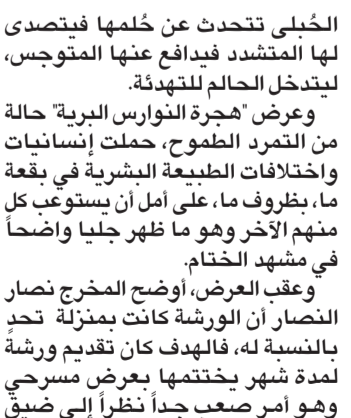 الحُبلى تتحدث عن حُلمها فيتصدى
لها المتشدد فيدافع عنها المتوجس،
ليتدخل الحالم للتهدئة.
وعرض "هجرة النوارس البرية" حالة
من التمرد الطموح، حملت إنسانيات
واختلافات الطبيعة البشرية في بقعة
ما، بظروف ما، على أمل أن يستوعب كل
منهم الآخر وهو ما ظهر جليا واضحاً
في مشهد الختام.
وعقب العرض، أوضح المخرج نصار
النصار أن الورشة كانت بمنزلة تحدٍ
بالنسبة له، فالهدف كان تقديم ورشة
لمدة شهر يختتمها بعرض مسرحي
وهو أمر صعب جداً نظراً إلى ضيق